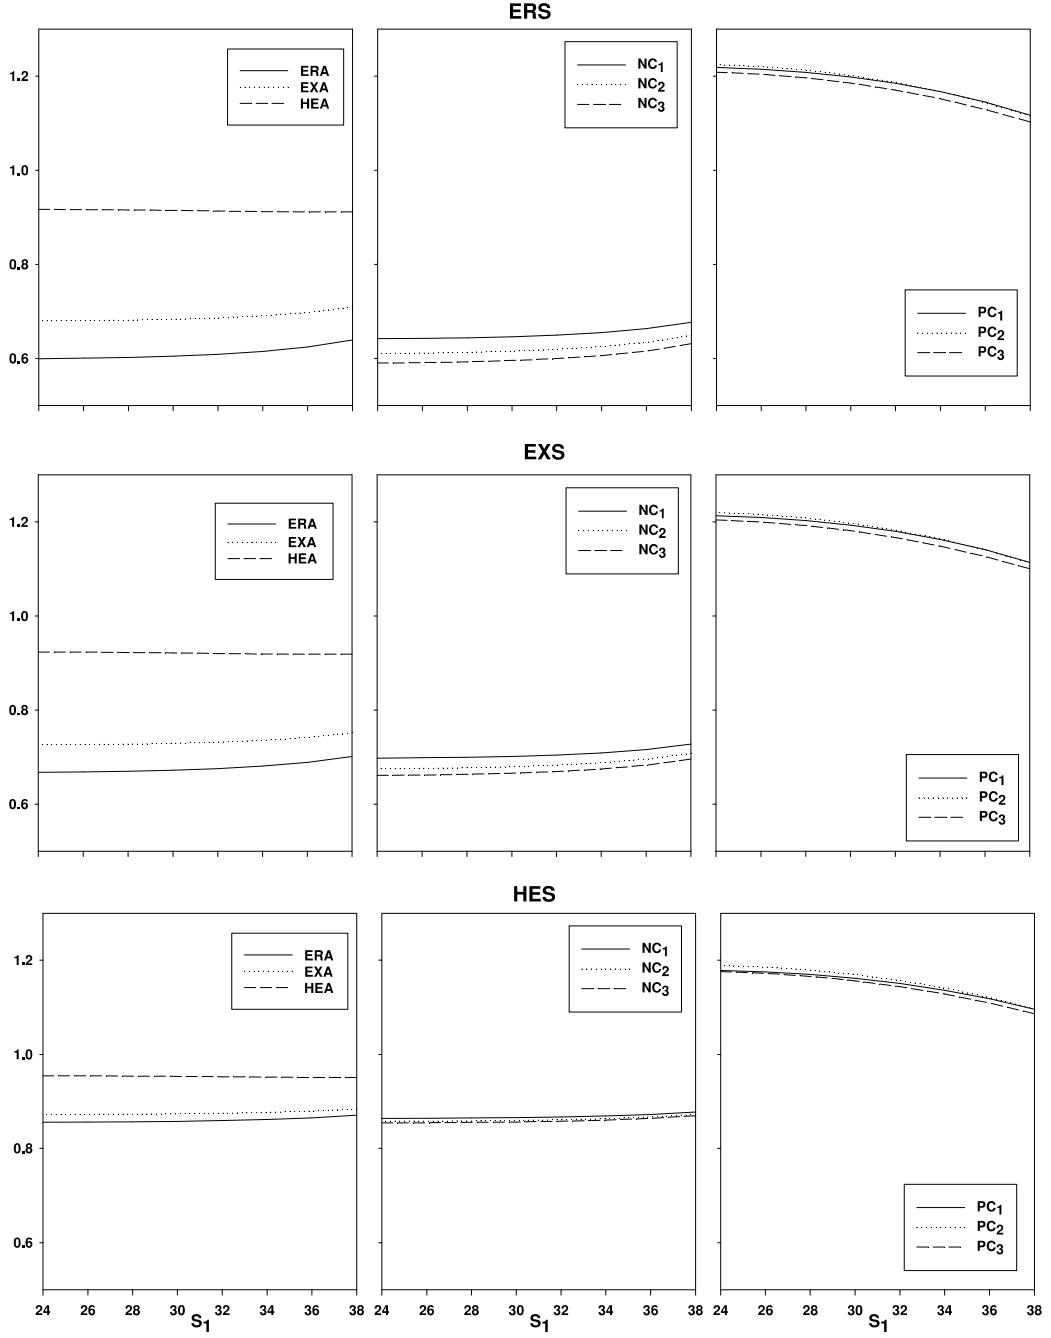 ERS
1.2
1.0
0.8
0.6
ERA
EXA
HEA
NC1
NC2
NC3
PC1
PC2
PC3
EXS
1.2
1.0
0.8
0.6
ERA
EXA
HEA
NC1
NC2
NC3
PC1
PC2
PC3
HES
1.2
1.0
0.8
0.6
ERA
EXA
HEA
NC1
NC2
NC3
PC1
PC2
PC3
24 26 28 30 32 34 36 38
24 26 28 30 32 34 36 38
24 26 28 30 32 34 36 38
S1 S1 S1